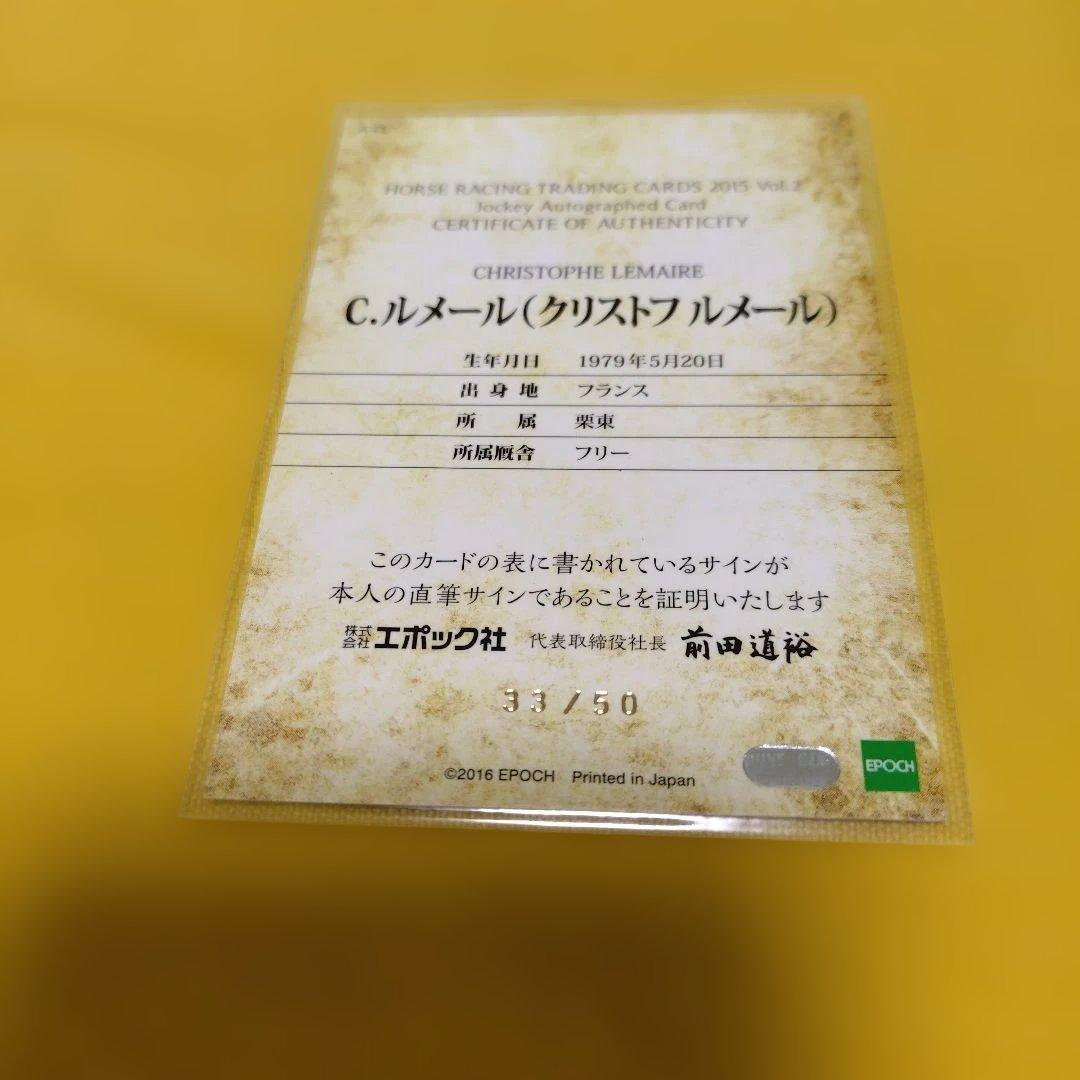 HORSE RACING TRADING CARDS 2015 Vol.2
Jockey Autographed Card
CERTIFICATE OF AUTHENTICITY
CHRISTOPHE LEMAIRE
C.ルメール(クリストフ ルメール)
生年月日 1979年5月20日
出身地 フランス
所属 栗東
所属厩舎 フリー
このカードの表に書かれているサインが
本人の直筆サインであることを証明いたします
株式会社エポック社 代表取締役社長 前田道裕
33/50
©2016 EPOCH Printed in Japan
EPOCH